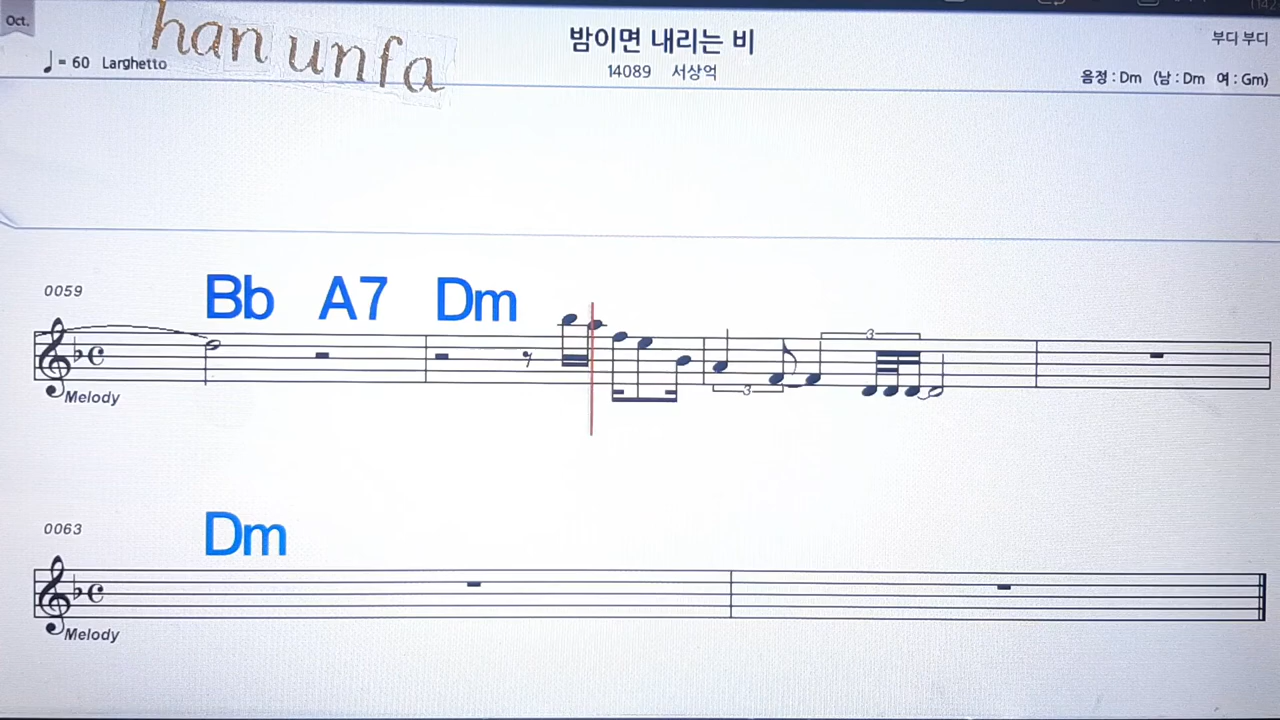 Oct.
han unfa
밤이면 내리는 비
부디 부디
♩= 60 Larghetto
14089 서상억
음정 : Dm (남 : Dm 여 : Gm)
0059
Bb A7 Dm
3
3
Melody
0063
Dm
Melody